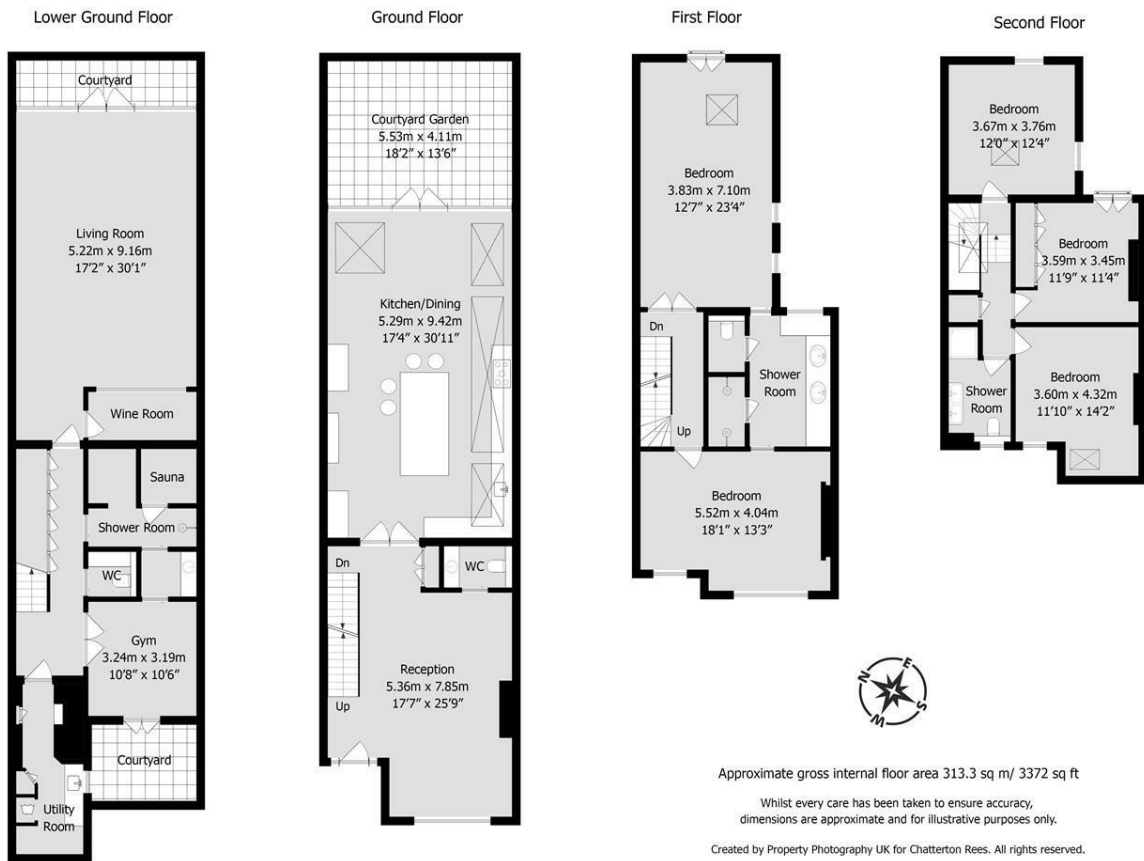 Lower Ground Floor
Courtyard
Living Room
5.22m x 9.16m
17'2" x 30'1"
Wine Room
Sauna
Shower Room
WC
Gym
3.24m x 3.19m
10'8" x 10'6"
Courtyard
Utility
Room
Ground Floor
Courtyard Garden
5.53m x 4.11m
18'2" x 13'6"
Kitchen/Dining
5.29m x 9.42m
17'4" x 30'11"
Dn
WC
Reception
5.36m x 7.85m
17'7" x 25'9"
Up
First Floor
Bedroom
3.83m x 7.10m
12'7" x 23'4"
Dn
Shower
Room
Up
Bedroom
5.52m x 4.04m
18'1" x 13'3"
Second Floor
Bedroom
3.67m x 3.76m
12'0" x 12'4"
Bedroom
3.59m x 3.45m
11'9" x 11'4"
Shower
Room
Bedroom
3.60m x 4.32m
11'10" x 14'2"
N
E
S
W
Approximate gross internal floor area 313.3 sq m/ 3372 sq ft
Whilst every care has been taken to ensure accuracy,
dimensions are approximate and for illustrative purposes only.
Created by Property Photography UK for Chatterton Rees. All rights reserved.